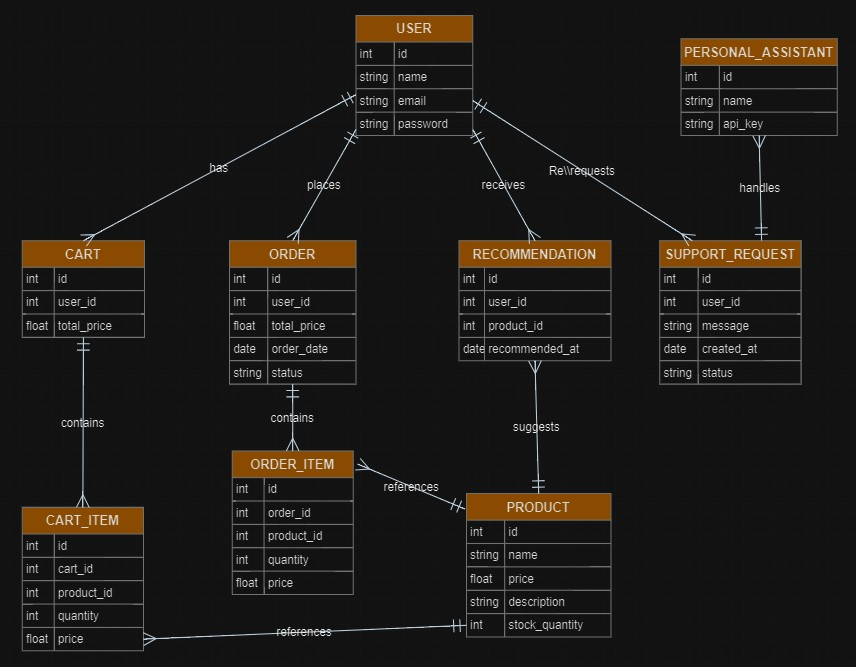 USER
int id
string name
string email
string password
PERSONAL_ASSISTANT
int id
string name
string api_key
has
places
receives
Re\\requests
handles
CART
int id
int user_id
float total_price
ORDER
int id
int user_id
float total_price
date order_date
string status
RECOMMENDATION
int id
int user_id
int product_id
date recommended_at
SUPPORT_REQUEST
int id
int user_id
string message
date created_at
string status
contains
contains
suggests
ORDER_ITEM
int id
int order_id
int product_id
int quantity
float price
references
PRODUCT
int id
string name
float price
string description
int stock_quantity
CART_ITEM
int id
int cart_id
int product_id
int quantity
float price
references